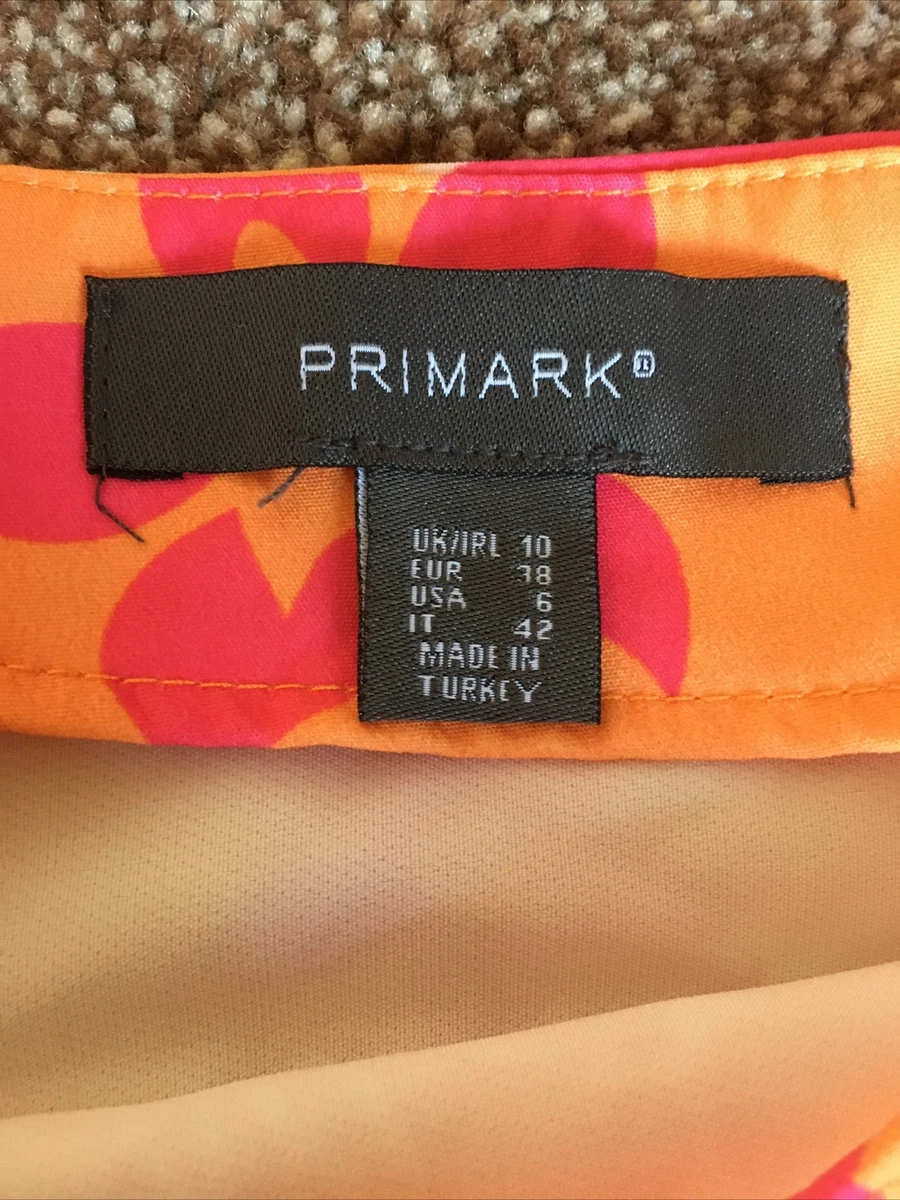 PRIMARK®
UK/IRL 10
EUR 38
USA 6
IT 42
MADE IN
TURKEY